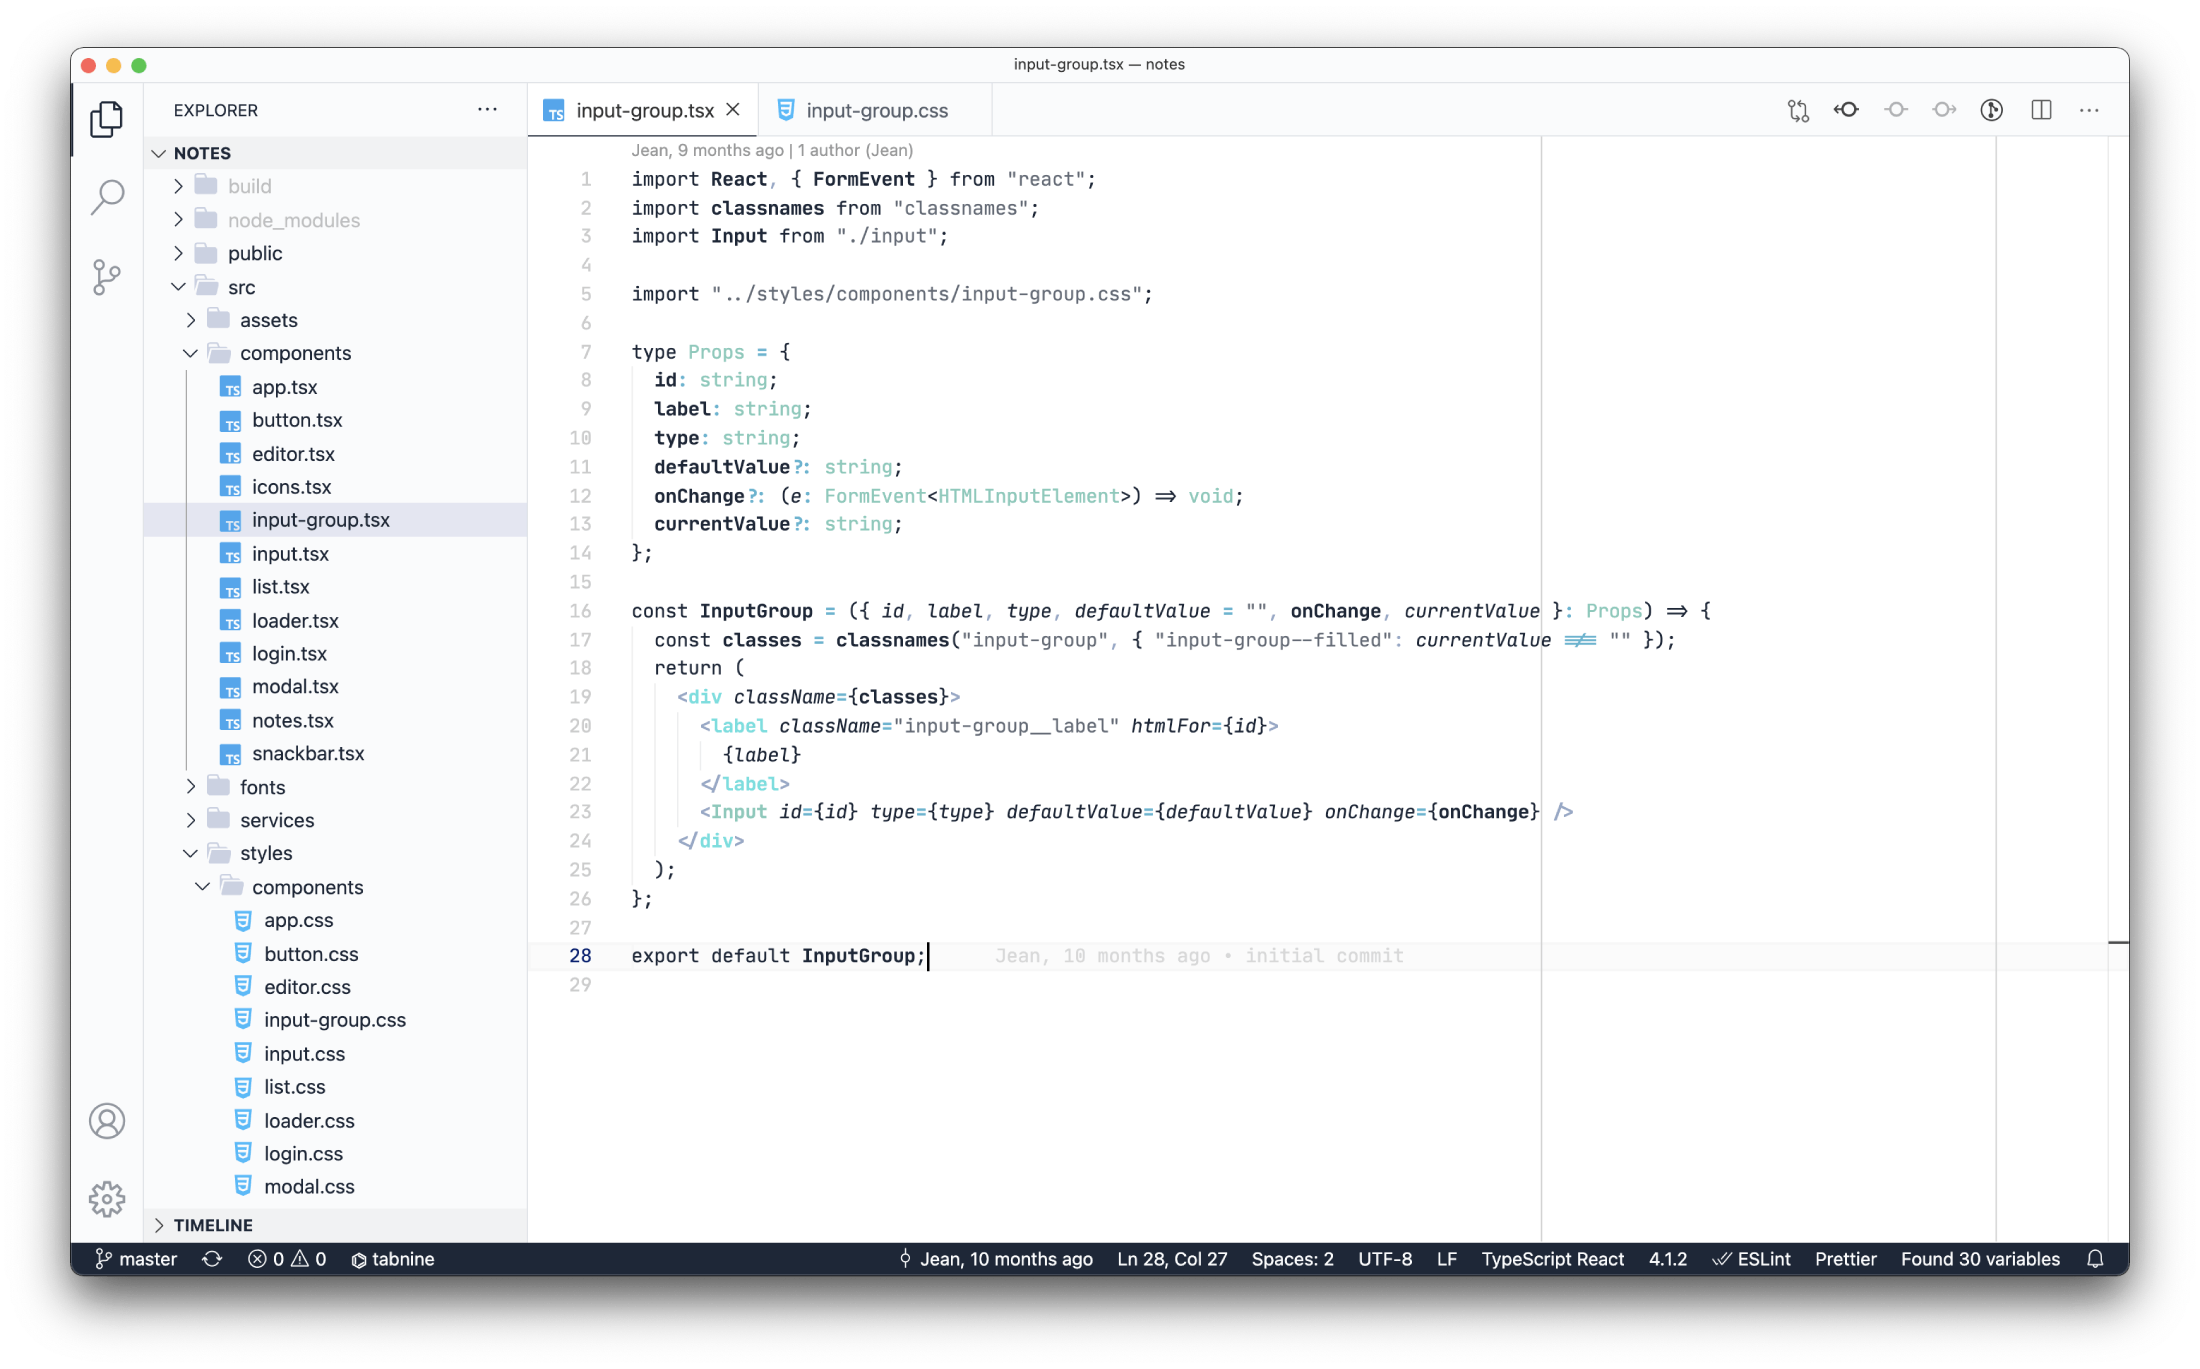 input-group.tsx — notes
EXPLORER
NOTES
build
node_modules
public
src
assets
components
app.tsx
button.tsx
editor.tsx
icons.tsx
input-group.tsx
input.tsx
list.tsx
loader.tsx
login.tsx
modal.tsx
notes.tsx
snackbar.tsx
fonts
services
styles
components
app.css
button.css
editor.css
input-group.css
input.css
list.css
loader.css
login.css
modal.css
TIMELINE
input-group.tsx
input-group.css
Jean, 9 months ago | 1 author (Jean)
1 import React, { FormEvent } from "react";
2 import classnames from "classnames";
3 import Input from "./input";
4
5 import "../styles/components/input-group.css";
6
7 type Props = {
8 id: string;
9 label: string;
10 type: string;
11 defaultValue?: string;
12 onChange?: (e: FormEvent<HTMLInputElement>) => void;
13 currentValue?: string;
14 };
15
16 const InputGroup = ({ id, label, type, defaultValue = "", onChange, currentValue }: Props) => {
17 const classes = classnames("input-group", { "input-group--filled": currentValue !== "" });
18 return (
19 <div className={classes}>
20 <label className="input-group__label" htmlFor={id}>
21 {label}
22 </label>
23 <Input id={id} type={type} defaultValue={defaultValue} onChange={onChange} />
24 </div>
25 );
26 };
27
28 export default InputGroup; Jean, 10 months ago • initial commit
29
master 0 0 tabnine Jean, 10 months ago Ln 28, Col 27 Spaces: 2 UTF-8 LF TypeScript React 4.1.2 ESLint Prettier Found 30 variables